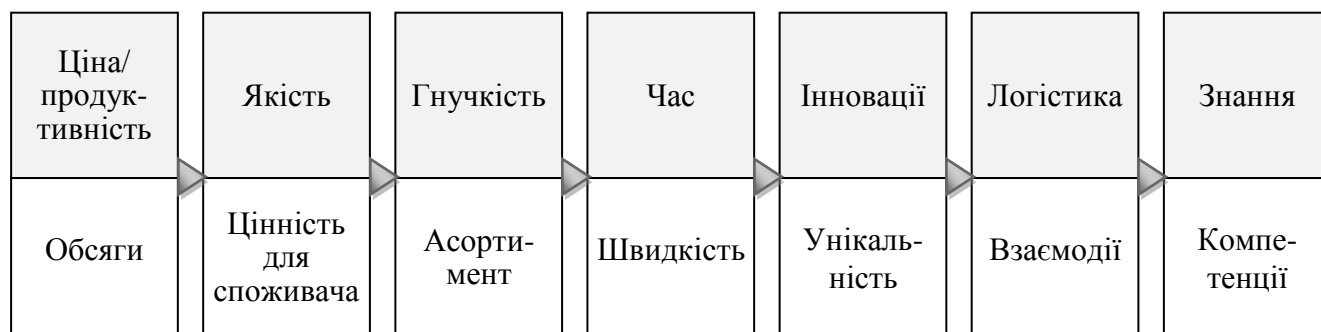 Ціна/
продук-
тивність
Якість
Гнучкість
Час
Інновації
Логістика
Знання
Обсяги
Цінність
для
споживача
Асорти-
мент
Швидкість
Унікаль-
ність
Взаємодії
Компе-
тенції